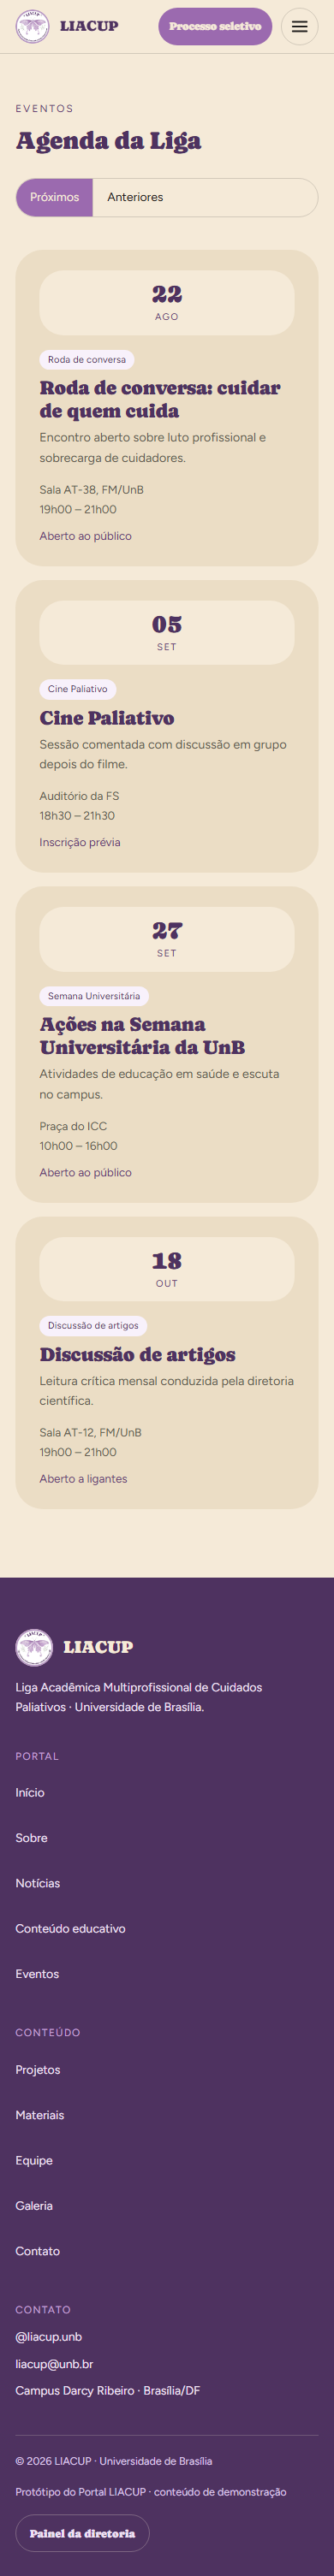 LIACUP
Processo seletivo
EVENTOS
Agenda da Liga
Próximos
Anteriores
22
AGO
Roda de conversa
Roda de conversa: cuidar
de quem cuida
Encontro aberto sobre luto profissional e
sobrecarga de cuidadores.
Sala AT-38, FM/UnB
19h00 – 21h00
Aberto ao público
05
SET
Cine Paliativo
Cine Paliativo
Sessão comentada com discussão em grupo
depois do filme.
Auditório da FS
18h30 – 21h30
Inscrição prévia
27
SET
Semana Universitária
Ações na Semana
Universitária da UnB
Atividades de educação em saúde e escuta
no campus.
Praça do ICC
10h00 – 16h00
Aberto ao público
18
OUT
Discussão de artigos
Discussão de artigos
Leitura crítica mensal conduzida pela diretoria
científica.
Sala AT-12, FM/UnB
19h00 – 21h00
Aberto a ligantes
LIACUP
Liga Acadêmica Multiprofissional de Cuidados
Paliativos · Universidade de Brasília.
PORTAL
Início
Sobre
Notícias
Conteúdo educativo
Eventos
CONTEÚDO
Projetos
Materiais
Equipe
Galeria
Contato
CONTATO
@liacup.unb
liacup@unb.br
Campus Darcy Ribeiro · Brasília/DF
© 2026 LIACUP · Universidade de Brasília
Protótipo do Portal LIACUP · conteúdo de demonstração
Painel da diretoria